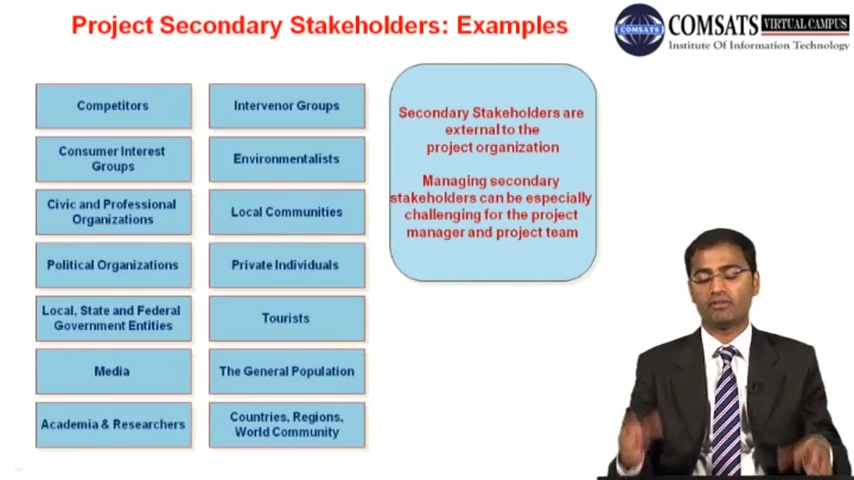 Project Secondary Stakeholders: Examples
COMSATS
COMSATS
VIRTUAL CAMPUS
Institute Of Information Technology
Competitors
Intervenor Groups
Consumer Interest
Groups
Environmentalists
Civic and Professional
Organizations
Local Communities
Political Organizations
Private Individuals
Local, State and Federal
Government Entities
Tourists
Media
The General Population
Academia & Researchers
Countries, Regions,
World Community
Secondary Stakeholders are
external to the
project organization
Managing secondary
stakeholders can be especially
challenging for the project
manager and project team